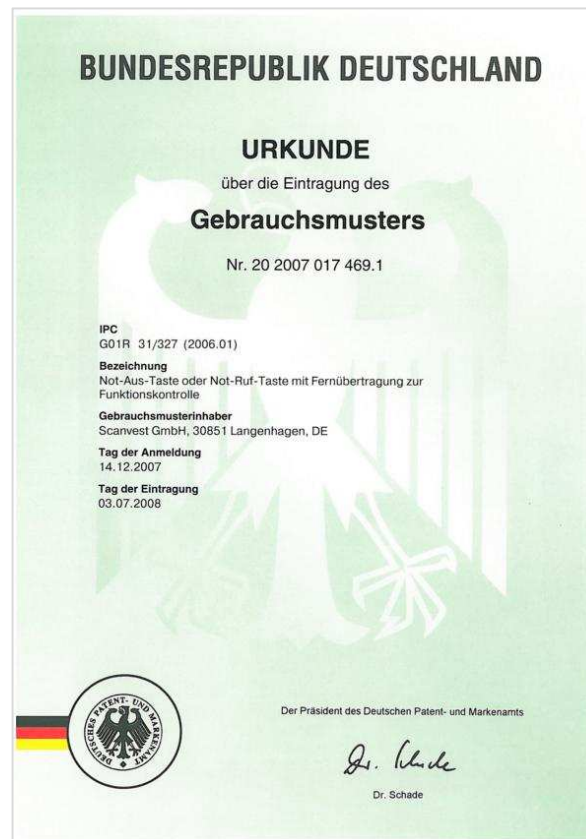 BUNDESREPUBLIK DEUTSCHLAND
URKUNDE
über die Eintragung des
Gebrauchsmusters
Nr. 20 2007 017 469.1
IPC
G01R 31/327 (2006.01)
Bezeichnung
Not-Aus-Taste oder Not-Ruf-Taste mit Fernübertragung zur
Funktionskontrolle
Gebrauchsmusterinhaber
Scanvest GmbH, 30851 Langenhagen, DE
Tag der Anmeldung
14.12.2007
Tag der Eintragung
03.07.2008
DEUTSCHES PATENT- UND MARKENAMT
Der Präsident des Deutschen Patent- und Markenamts
Dr. Schade
Dr. Schade